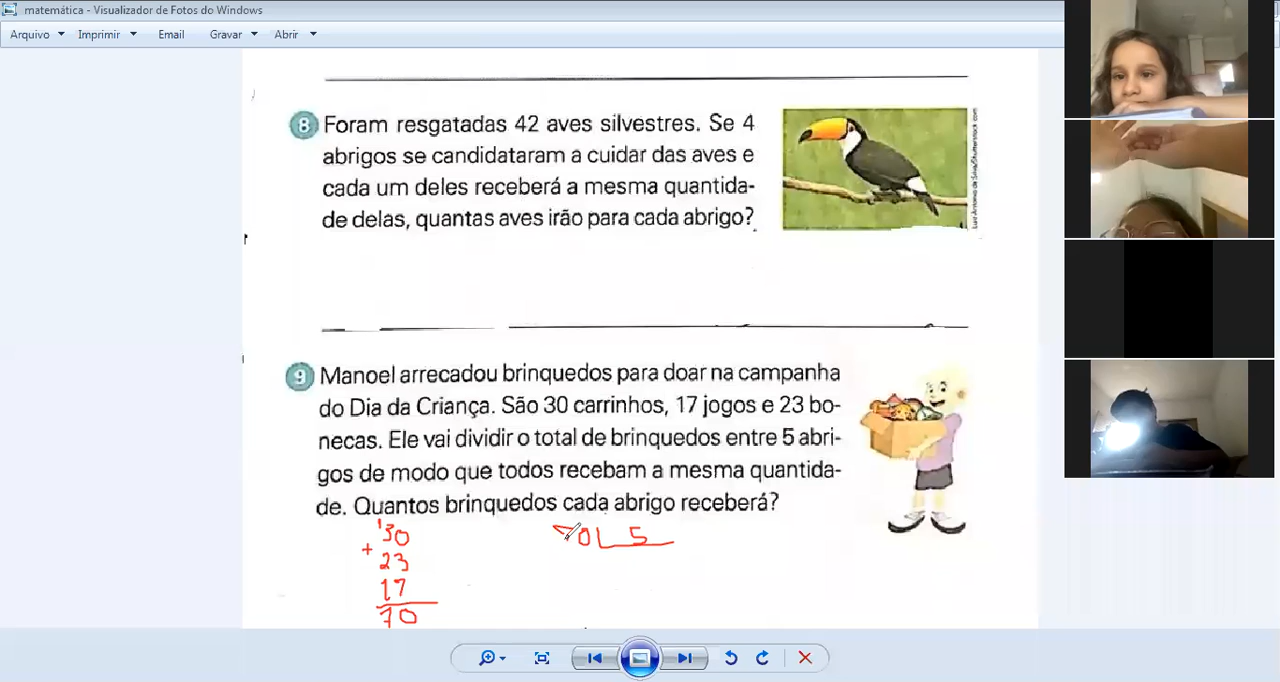 matemática - Visualizador de Fotos do Windows
Arquivo Imprimir Email Gravar Abrir
8 Foram resgatadas 42 aves silvestres. Se 4
abrigos se candidataram a cuidar das aves e
cada um deles receberá a mesma quantida-
de delas, quantas aves irão para cada abrigo?
9 Manoel arrecadou brinquedos para doar na campanha
do Dia da Criança. São 30 carrinhos, 17 jogos e 23 bo-
necas. Ele vai dividir o total de brinquedos entre 5 abri-
gos de modo que todos recebam a mesma quantida-
de. Quantos brinquedos cada abrigo receberá?
1
30
+ 23
17
70
70 5